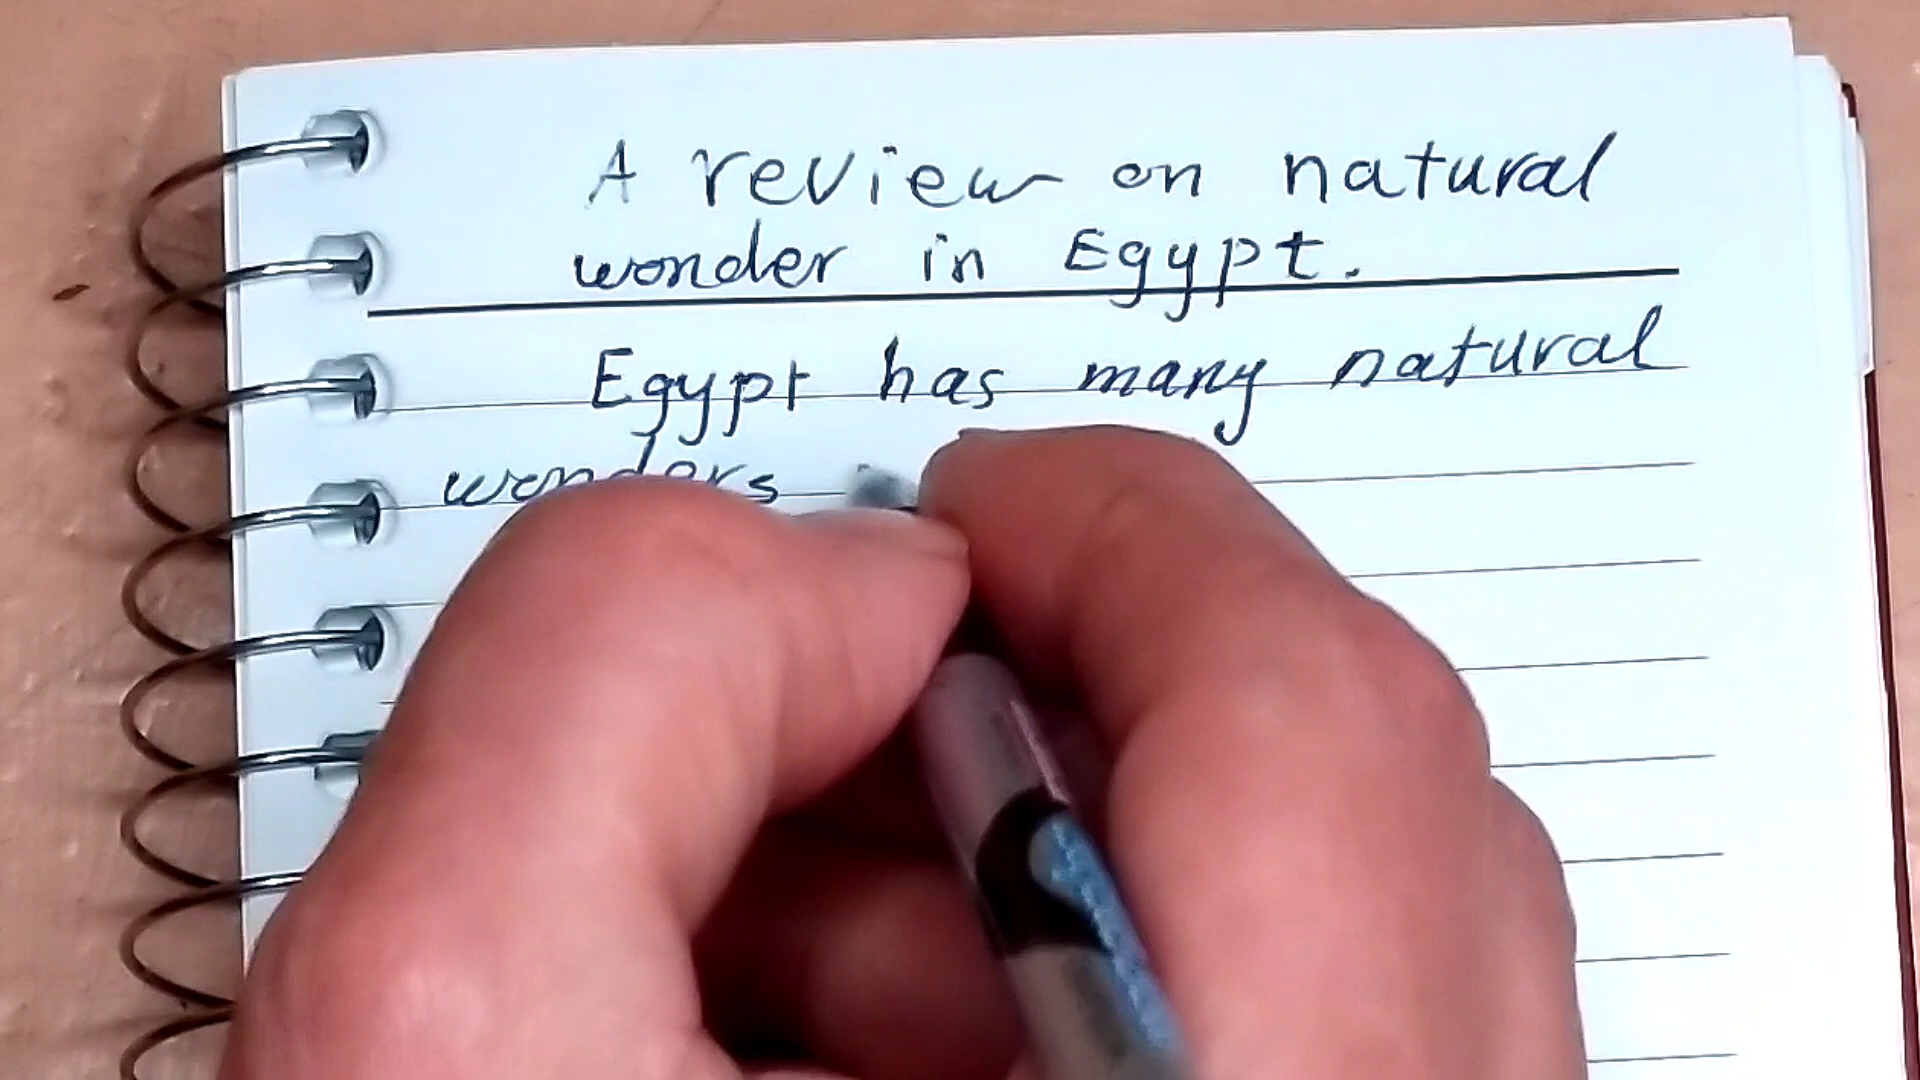 A review on natural
wonder in Egypt.
Egypt has many natural
wonders